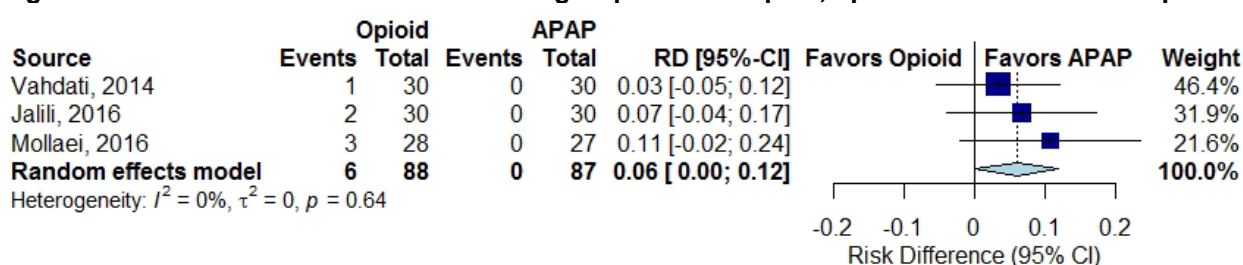 Opioid APAP
Source Events Total Events Total RD [95%-CI] Favors Opioid Favors APAP Weight
Vahdati, 2014 1 30 0 30 0.03 [-0.05; 0.12] 46.4%
Jalili, 2016 2 30 0 30 0.07 [-0.04; 0.17] 31.9%
Mollaei, 2016 3 28 0 27 0.11 [-0.02; 0.24] 21.6%
Random effects model 6 88 0 87 0.06 [ 0.00; 0.12] 100.0%
Heterogeneity: I² = 0%, τ² = 0, p = 0.64
-0.2 -0.1 0 0.1 0.2
Risk Difference (95% CI)